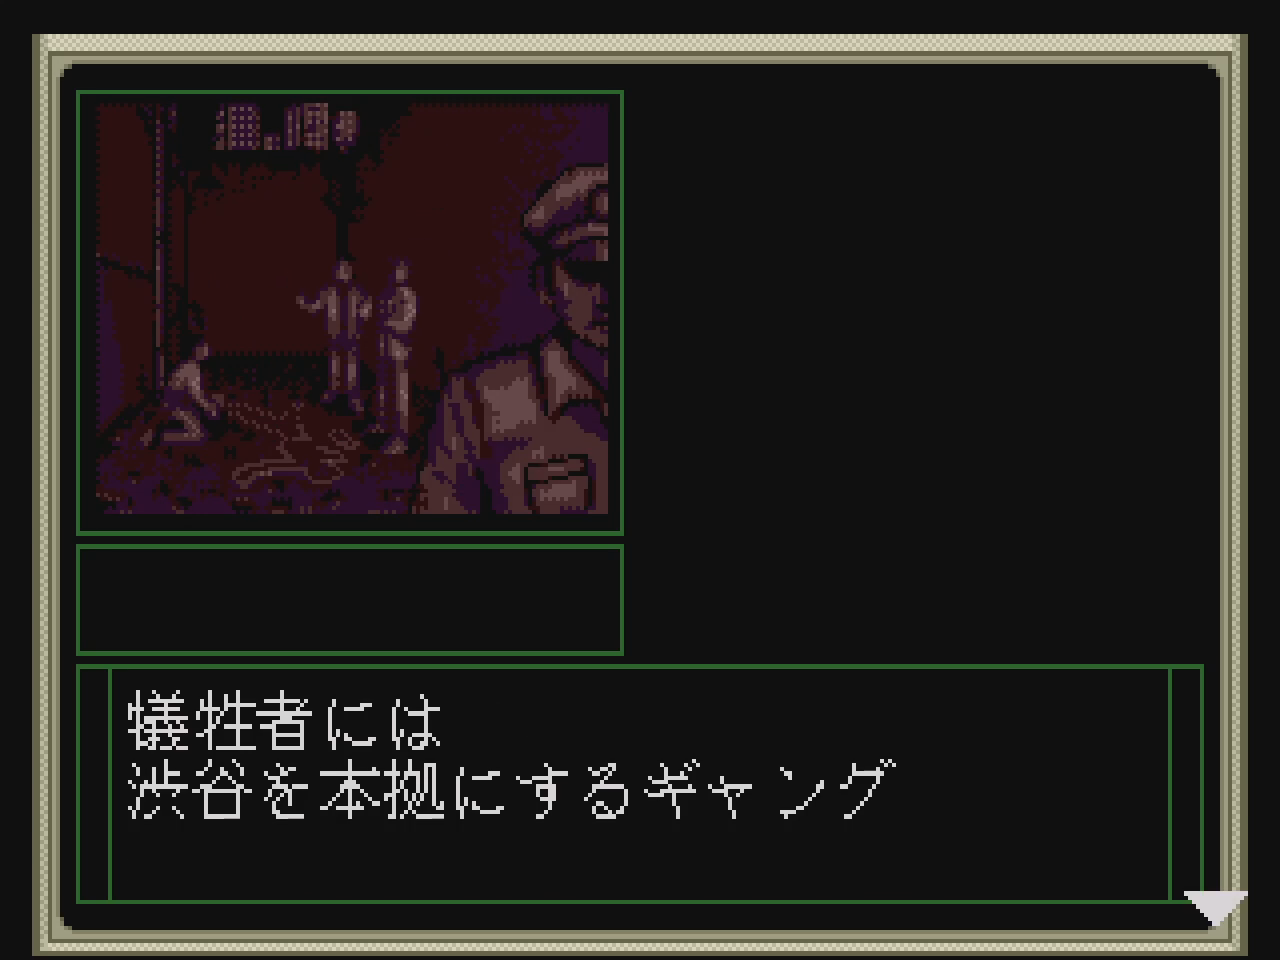 犠牲者には
渋谷を本拠にするギャング